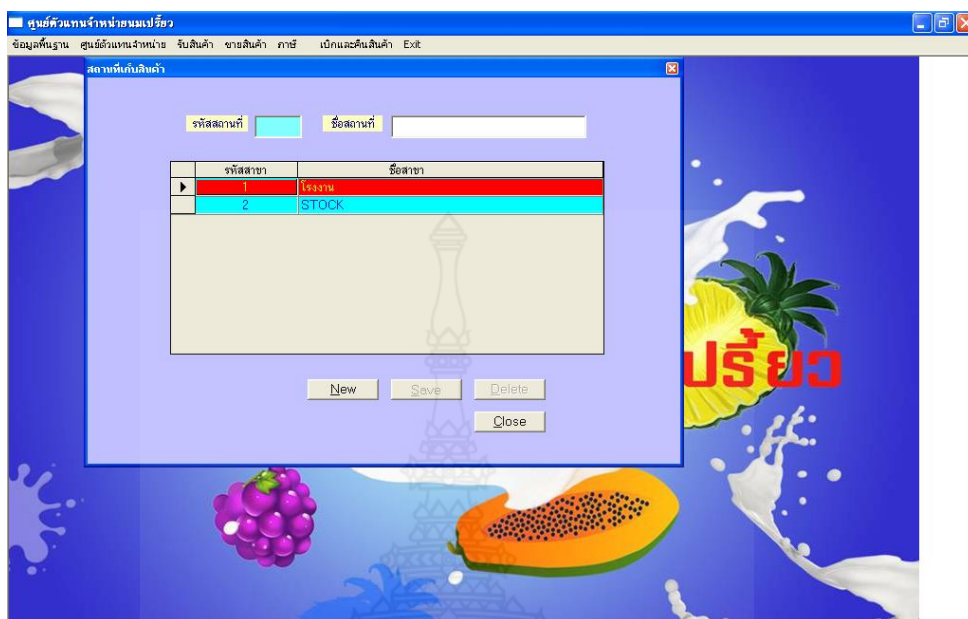 ศูนย์ตัวแทนจำหน่ายนมเปรี้ยว
ข้อมูลพื้นฐาน ศูนย์ตัวแทนจำหน่าย รับสินค้า ขายสินค้า ภาษี เบิกและคืนสินค้า Exit
สถานที่เก็บสินค้า
รหัสสถานที่ ชื่อสถานที่
รหัสสาขา ชื่อสาขา
1 โรงงาน
2 STOCK
ปรี้ยว
New Save Delete
Close